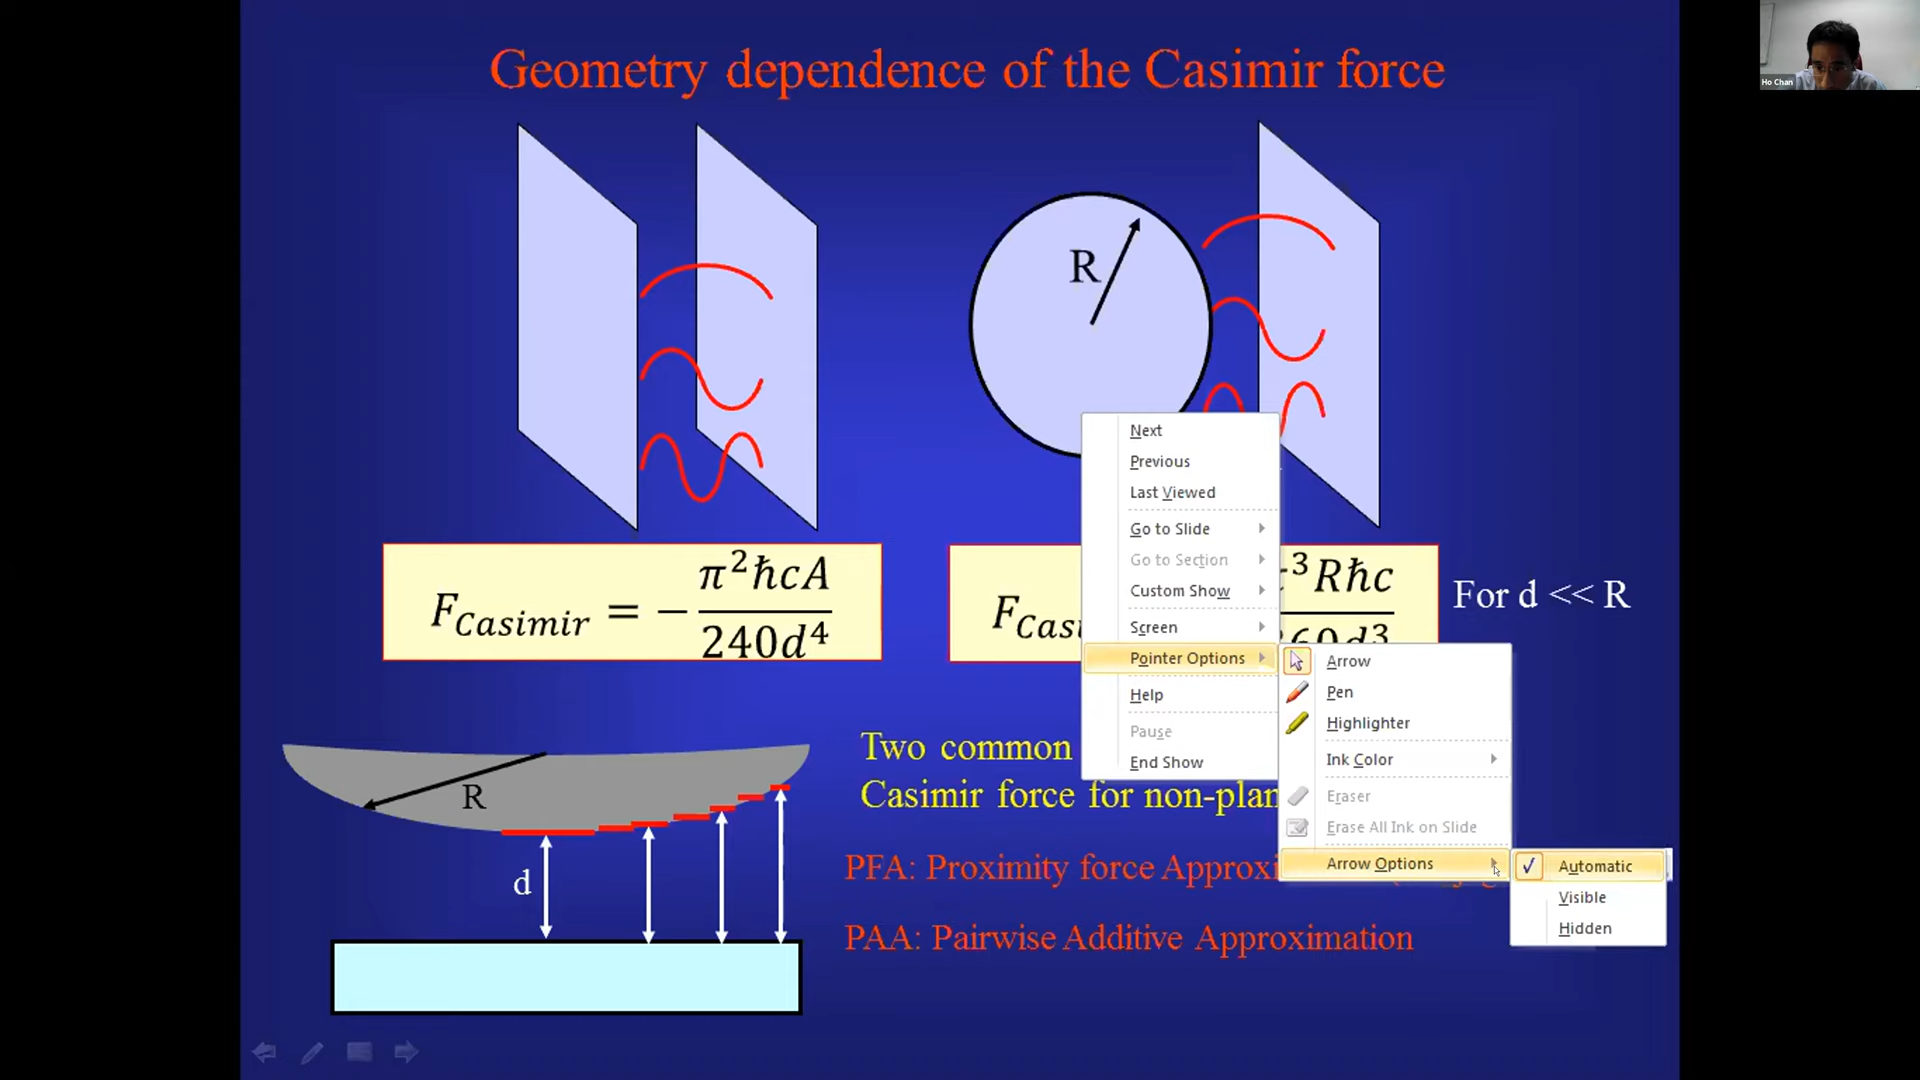 Geometry dependence of the Casimir force
Ho Chan
R
F_Casimir = − π²ħcA / 240d⁴
³Rħc
For d << R
R
d
Two common
Casimir force for non-plan
PFA: Proximity force Approxi
PAA: Pairwise Additive Approximation
Next
Previous
Last Viewed
Go to Slide
Go to Section
Custom Show
Screen
Pointer Options
Help
Pause
End Show
Arrow
Pen
Highlighter
Ink Color
Eraser
Erase All Ink on Slide
Arrow Options
Automatic
Visible
Hidden